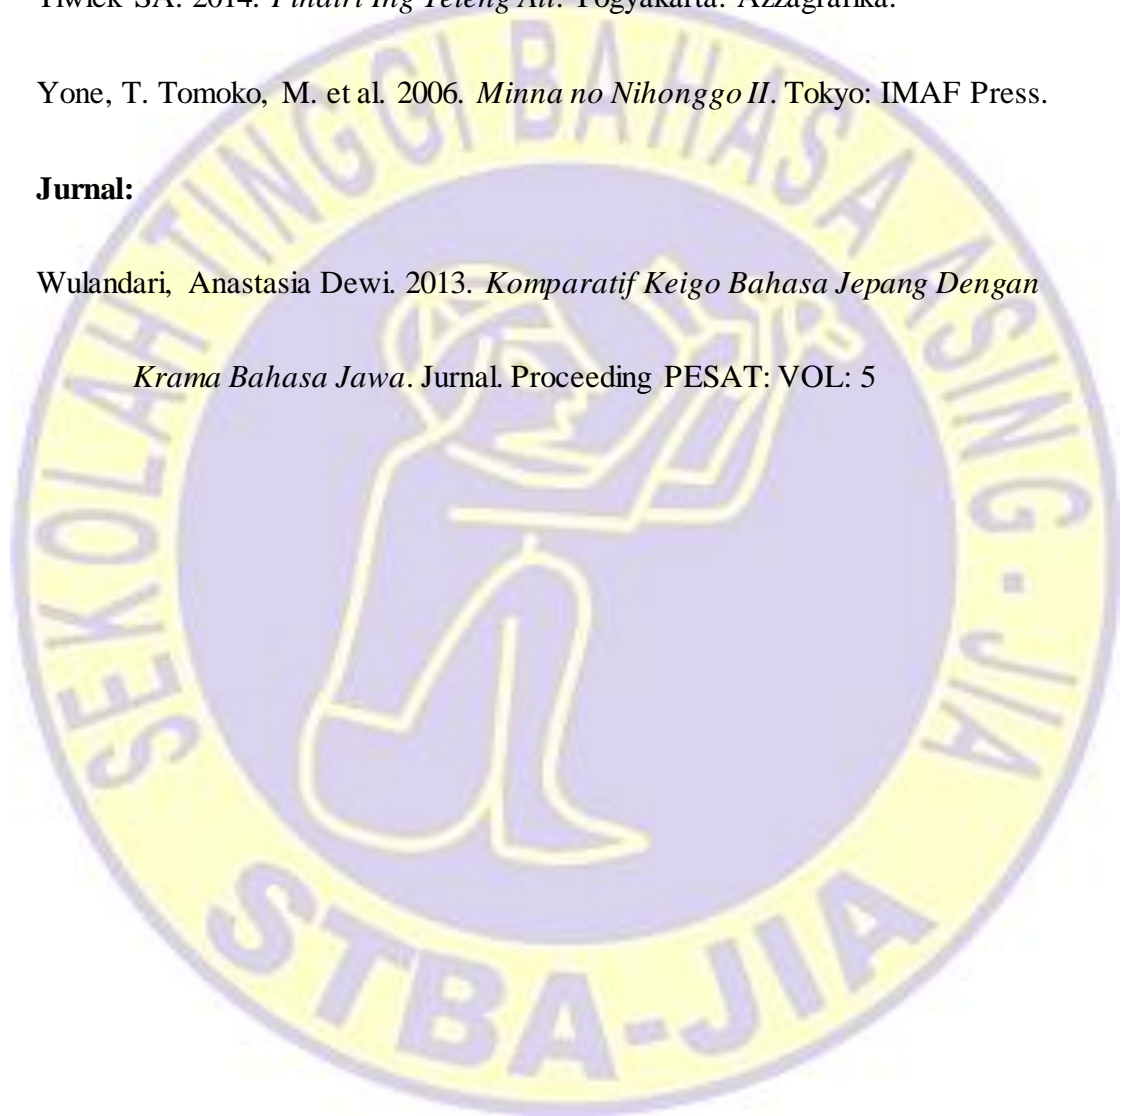 Yone, T. Tomoko, M. et al. 2006. Minna no Nihonggo II. Tokyo: IMAF Press.
Jurnal:
Wulandari, Anastasia Dewi. 2013. Komparatif Keigo Bahasa Jepang Dengan
Krama Bahasa Jawa. Jurnal. Proceeding PESAT: VOL: 5
SEKOLAH TINGGI BAHASA ASING - JIA
STBA-JIA